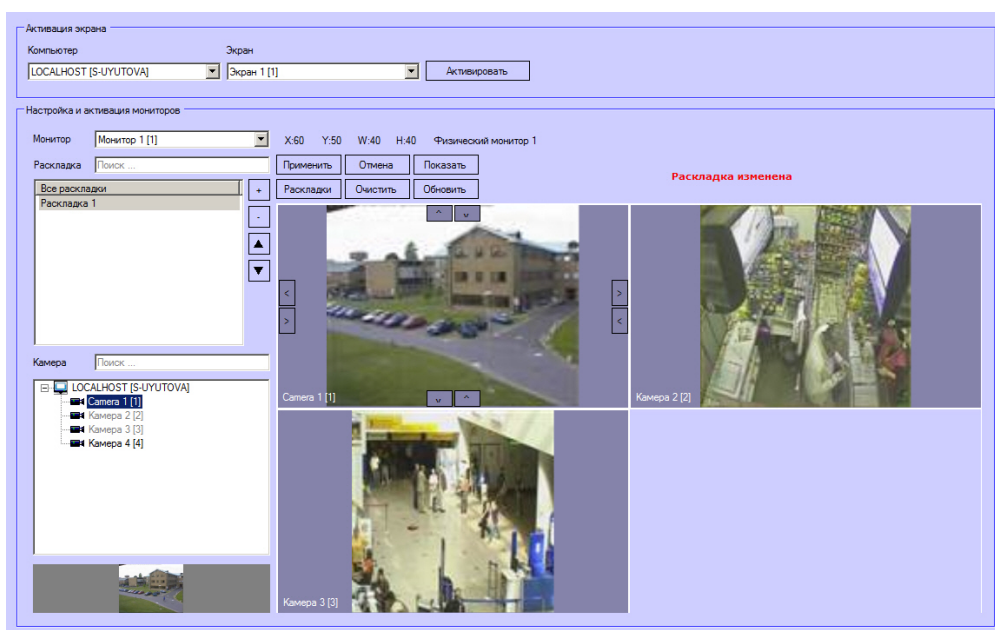 Активация экрана
Компьютер Экран
LOCALHOST [S-UYUTOVA] Экран 1 [1] Активировать
Настройка и активация мониторов
Монитор Монитор 1 [1] X:60 Y:50 W:40 H:40 Физический монитор 1
Раскладка Поиск ... Применить Отмена Показать
Раскладка изменена
Все раскладки + Раскладки Очистить Обновить
Раскладка 1
-
^ v
< >
> <
Камера Поиск ...
LOCALHOST [S-UYUTOVA]
Camera 1 [1]
Камера 2 [2]
Камера 3 [3]
Камера 4 [4]
Camera 1 [1] v ^ Камера 2 [2]
Камера 3 [3]